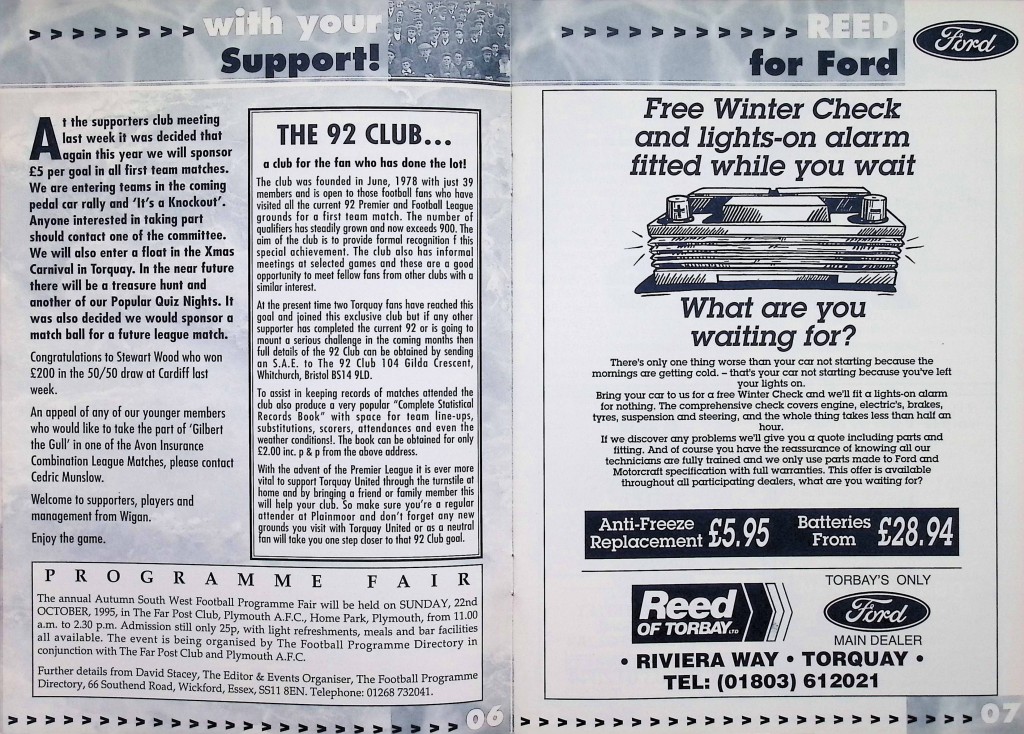 > > > > > > > > with your
Support!
At the supporters club meeting
last week it was decided that
again this year we will sponsor
£5 per goal in all first team matches.
We are entering teams in the coming
pedal car rally and 'It's a Knockout'.
Anyone interested in taking part
should contact one of the committee.
We will also enter a float in the Xmas
Carnival in Torquay. In the near future
there will be a treasure hunt and
another of our Popular Quiz Nights. It
was also decided we would sponsor a
match ball for a future league match.
Congratulations to Stewart Wood who won
£200 in the 50/50 draw at Cardiff last
week.
An appeal of any of our younger members
who would like to take the part of 'Gilbert
the Gull' in one of the Avon Insurance
Combination League Matches, please contact
Cedric Munslow.
Welcome to supporters, players and
management from Wigan.
Enjoy the game.
THE 92 CLUB...
a club for the fan who has done the lot!
The club was founded in June, 1978 with just 39
members and is open to those football fans who have
visited all the current 92 Premier and Football League
grounds for a first team match. The number of
qualifiers has steadily grown and now exceeds 900. The
aim of the club is to provide formal recognition f this
special achievement. The club also has informal
meetings at selected games and these are a good
opportunity to meet fellow fans from other clubs with a
similar interest.
At the present time two Torquay fans have reached this
goal and joined this exclusive club but if any other
supporter has completed the current 92 or is going to
mount a serious challenge in the coming months then
full details of the 92 Club can be obtained by sending
an S.A.E. to The 92 Club 104 Gilda Crescent,
Whitchurch, Bristol BS14 9LD.
To assist in keeping records of matches attended the
club also produce a very popular "Complete Statistical
Records Book" with space for team line-ups,
substitutions, scorers, attendances and even the
weather conditions!. The book can be obtained for only
£2.00 inc. p & p from the above address.
With the advent of the Premier League it is ever more
vital to support Torquay United through the turnstile at
home and by bringing a friend or family member this
will help your club. So make sure you're a regular
attender at Plainmoor and don't forget any new
grounds you visit with Torquay United or as a neutral
fan will take you one step closer to that 92 Club goal.
PROGRAMME FAIR
The annual Autumn South West Football Programme Fair will be held on SUNDAY, 22nd
OCTOBER, 1995, in The Far Post Club, Plymouth A.F.C., Home Park, Plymouth, from 11.00
a.m. to 2.30 p.m. Admission still only 25p, with light refreshments, meals and bar facilities
all available. The event is being organised by The Football Programme Directory in
conjunction with The Far Post Club and Plymouth A.F.C.
Further details from David Stacey, The Editor & Events Organiser, The Football Programme
Directory, 66 Southend Road, Wickford, Essex, SS11 8EN. Telephone: 01268 732041.
06
> > > > > > > > > > > REED
for Ford
Ford
Free Winter Check
and lights-on alarm
fitted while you wait
What are you
waiting for?
There's only one thing worse than your car not starting because the
mornings are getting cold. – that's your car not starting because you've left
your lights on.
Bring your car to us for a free Winter Check and we'll fit a lights-on alarm
for nothing. The comprehensive check covers engine, electric's, brakes,
tyres, suspension and steering, and the whole thing takes less than half an
hour.
If we discover any problems we'll give you a quote including parts and
fitting. And of course you have the reassurance of knowing all our
technicians are fully trained and we only use parts made to Ford and
Motorcraft specification with full warranties. This offer is available
throughout all participating dealers, what are you waiting for?
Anti-Freeze
Replacement £5.95
Batteries
From £28.94
Reed
OF TORBAY LTD
TORBAY'S ONLY
Ford
MAIN DEALER
• RIVIERA WAY • TORQUAY •
TEL: (01803) 612021
07